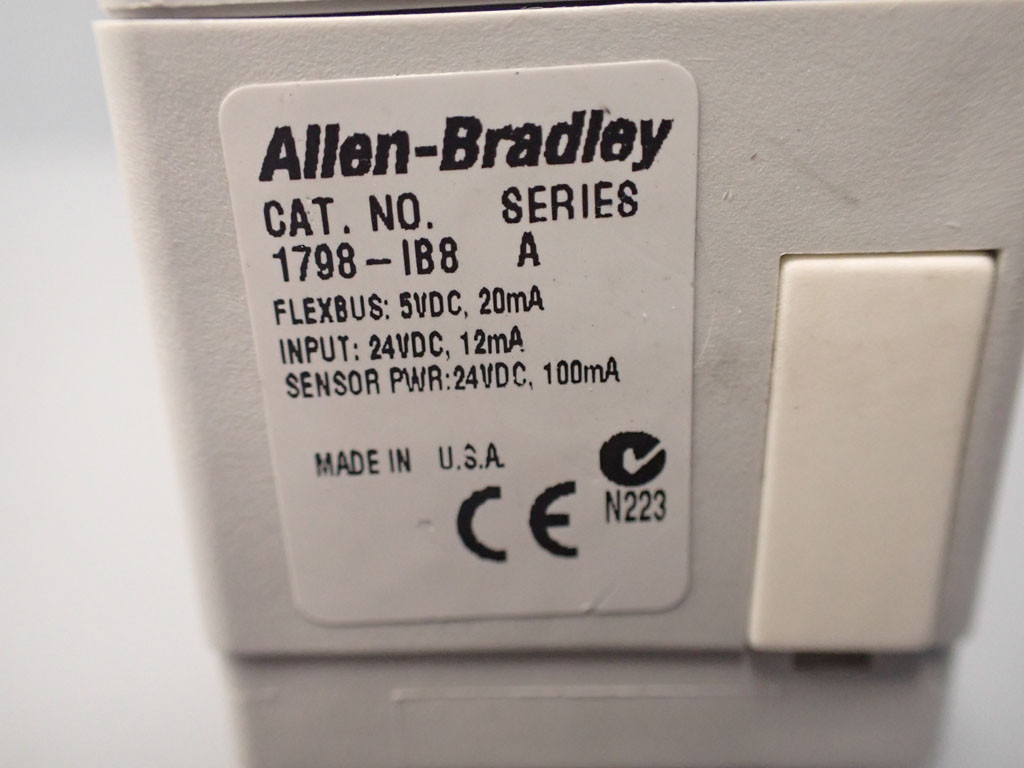 Allen-Bradley
CAT. NO. SERIES
1798-IB8 A
FLEXBUS: 5VDC, 20mA
INPUT: 24VDC, 12mA
SENSOR PWR:24VDC, 100mA
MADE IN U.S.A.
N223
CE